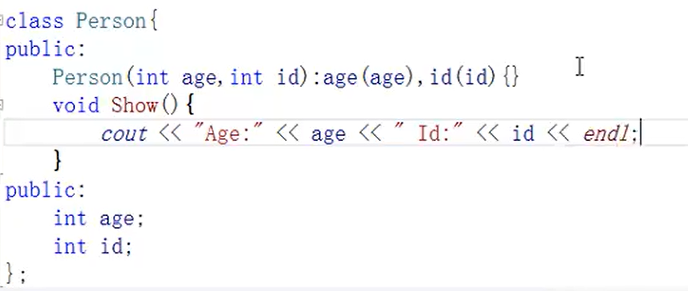 class Person{
public:
    Person(int age,int id):age(age),id(id){}
    void Show(){
        cout << "Age:" << age << " Id:" << id << endl;
    }
public:
    int age;
    int id;
};